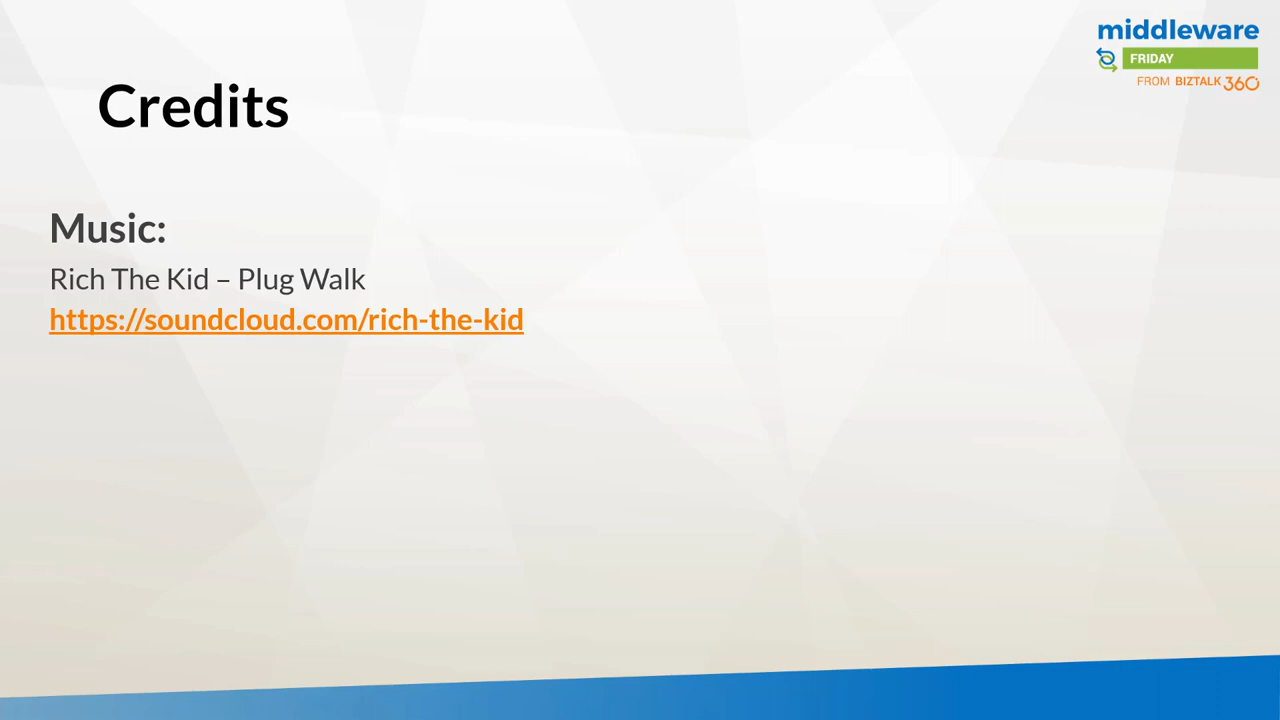 middleware
FRIDAY
FROM BIZTALK 360
Credits
Music:
Rich The Kid – Plug Walk
https://soundcloud.com/rich-the-kid